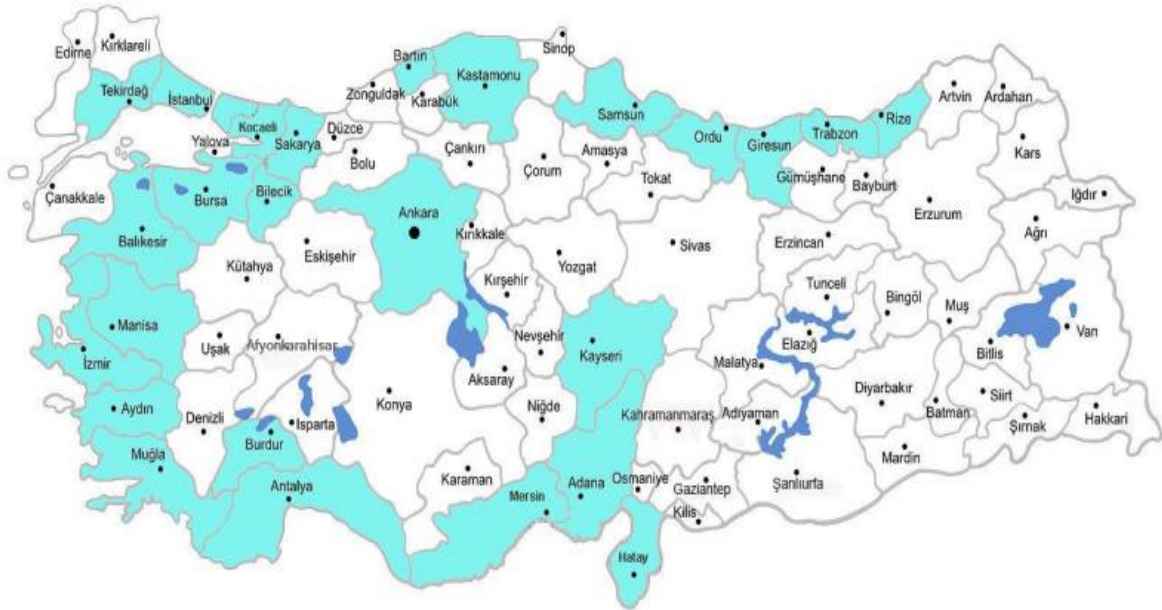 Edirne
Kırklareli
Tekirdağ
İstanbul
Kocaeli
Yalova
Sakarya
Düzce
Bolu
Zonguldak
Bartın
Karabük
Kastamonu
Sinop
Çankırı
Çorum
Samsun
Amasya
Tokat
Ordu
Giresun
Trabzon
Rize
Artvin
Ardahan
Kars
Gümüşhane
Bayburt
Erzurum
Iğdır
Ağrı
Çanakkale
Balıkesir
Bursa
Bilecik
Eskişehir
Ankara
Kırıkkale
Yozgat
Sivas
Erzincan
Tunceli
Bingöl
Muş
Van
Bitlis
Kütahya
Kırşehir
Nevşehir
Kayseri
Malatya
Elazığ
Manisa
İzmir
Uşak
Afyonkarahisar
Aksaray
Konya
Niğde
Kahramanmaraş
Adıyaman
Diyarbakır
Batman
Siirt
Şırnak
Hakkari
Aydın
Denizli
Isparta
Burdur
Muğla
Antalya
Karaman
Mersin
Adana
Osmaniye
Gaziantep
Kilis
Şanlıurfa
Mardin
Hatay